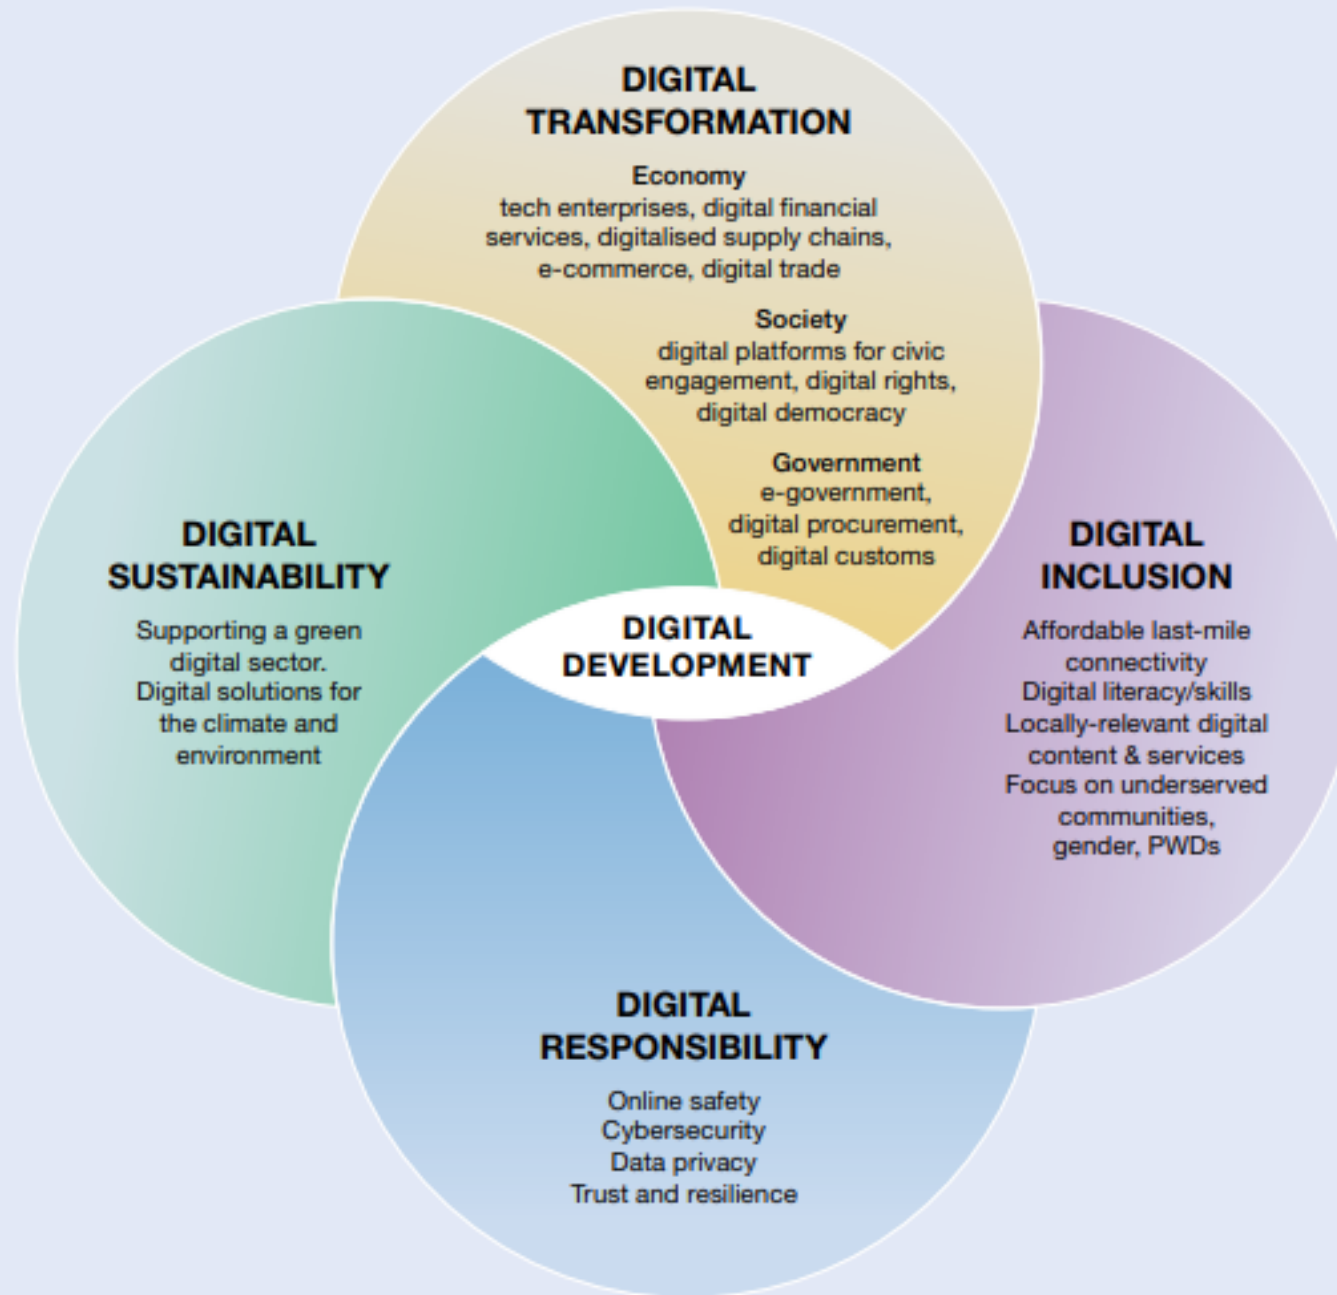 DIGITAL
TRANSFORMATION
Economy
tech enterprises, digital financial
services, digitalised supply chains,
e-commerce, digital trade
Society
digital platforms for civic
engagement, digital rights,
digital democracy
Government
e-government,
digital procurement,
digital customs
DIGITAL
SUSTAINABILITY
Supporting a green
digital sector.
Digital solutions for
the climate and
environment
DIGITAL
DEVELOPMENT
DIGITAL
INCLUSION
Affordable last-mile
connectivity
Digital literacy/skills
Locally-relevant digital
content & services
Focus on underserved
communities,
gender, PWDs
DIGITAL
RESPONSIBILITY
Online safety
Cybersecurity
Data privacy
Trust and resilience